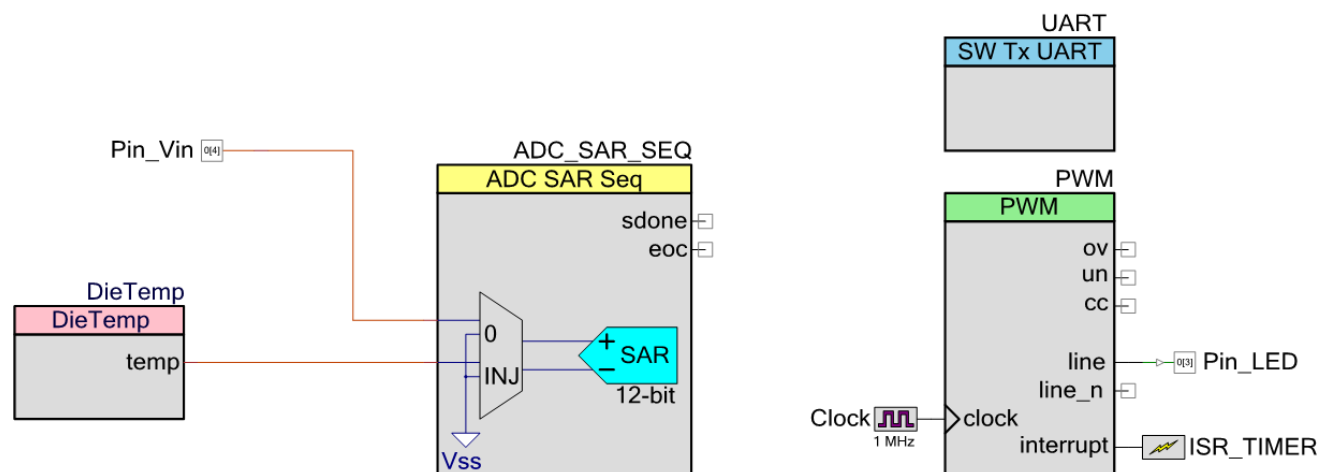 UART
SW Tx UART
Pin_Vin 0[4]
ADC_SAR_SEQ
ADC SAR Seq
sdone
eoc
DieTemp
DieTemp
temp
0
INJ
+
SAR
−
12-bit
Vss
PWM
PWM
ov
un
cc
line
0[3] Pin_LED
line_n
Clock
1 MHz
clock
interrupt
ISR_TIMER